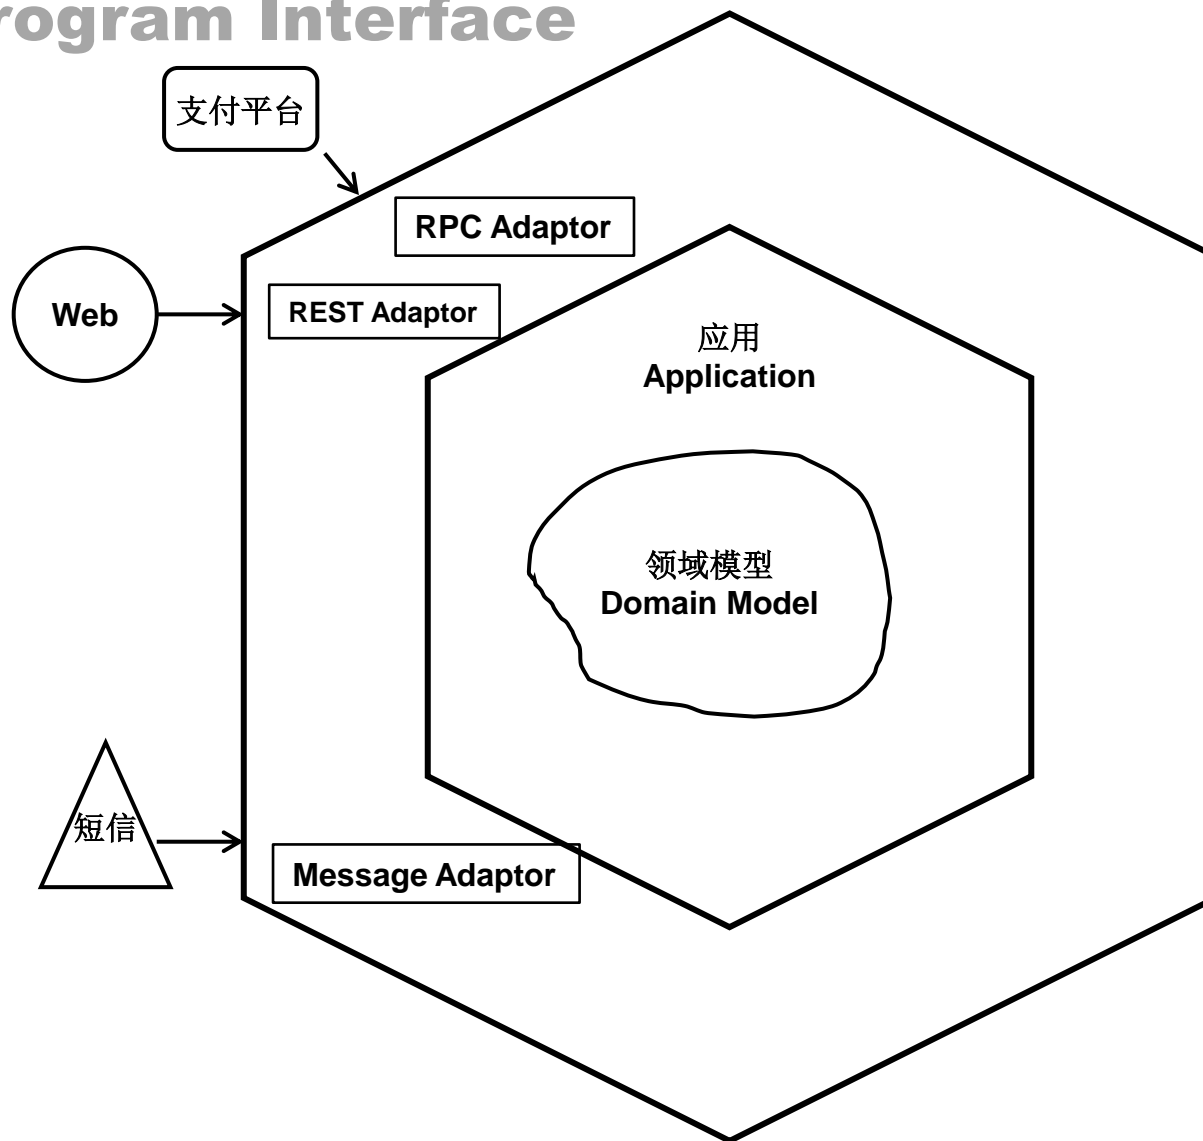 rogram Interface
支付平台
RPC Adaptor
Web
REST Adaptor
应用
Application
领域模型
Domain Model
短信
Message Adaptor